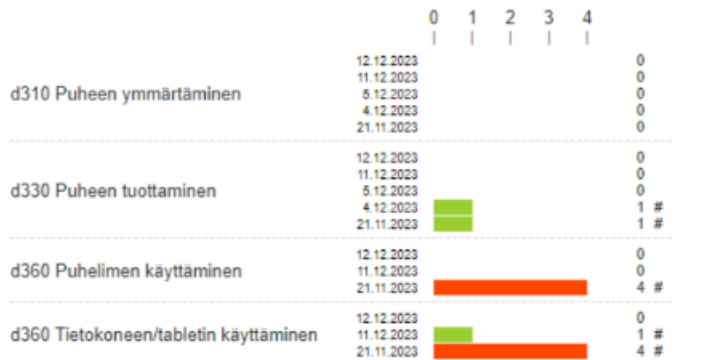 0 1 2 3 4
12.12.2023 0
11.12.2023 0
d310 Puheen ymmärtäminen 5.12.2023 0
4.12.2023 0
21.11.2023 0
12.12.2023 0
11.12.2023 0
d330 Puheen tuottaminen 5.12.2023 0
4.12.2023 1 #
21.11.2023 1 #
12.12.2023 0
d360 Puhelimen käyttäminen 11.12.2023 0
21.11.2023 4 #
12.12.2023 0
d360 Tietokoneen/tabletin käyttäminen 11.12.2023 1 #
21.11.2023 4 #